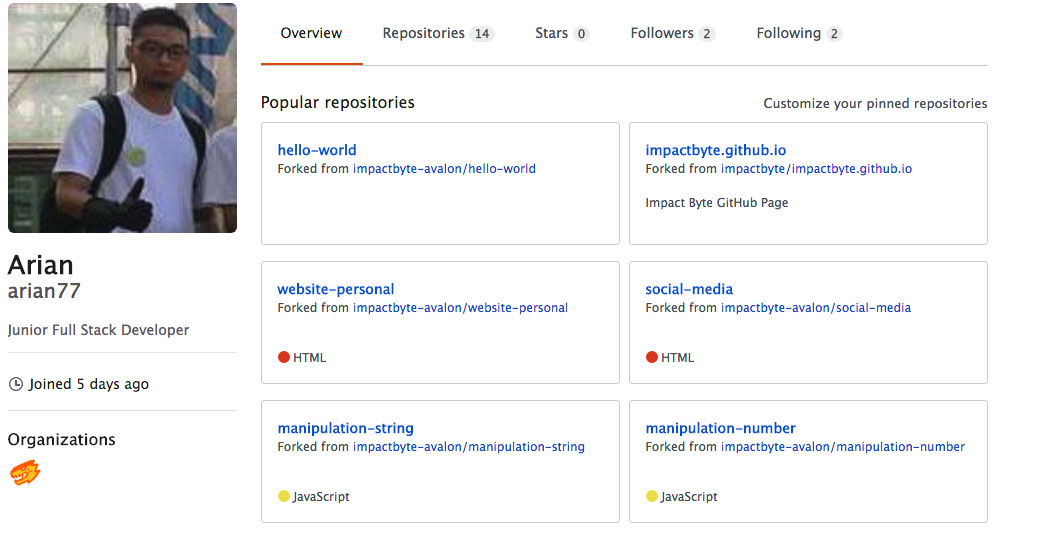 Overview Repositories 14 Stars 0 Followers 2 Following 2
Popular repositories Customize your pinned repositories
hello-world
Forked from impactbyte-avalon/hello-world
impactbyte.github.io
Forked from impactbyte/impactbyte.github.io
Impact Byte GitHub Page
Arian
arian77
Junior Full Stack Developer
Joined 5 days ago
Organizations
website-personal
Forked from impactbyte-avalon/website-personal
HTML
social-media
Forked from impactbyte-avalon/social-media
HTML
manipulation-string
Forked from impactbyte-avalon/manipulation-string
JavaScript
manipulation-number
Forked from impactbyte-avalon/manipulation-number
JavaScript